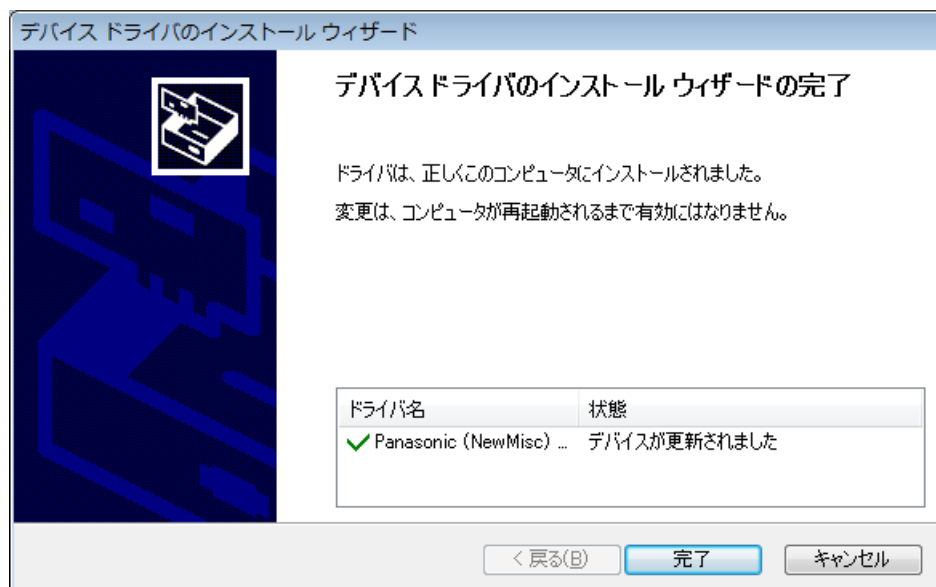 デバイス ドライバのインストール ウィザード
デバイス ドライバのインストール ウィザードの完了
ドライバは、正しくこのコンピュータにインストールされました。
変更は、コンピュータが再起動されるまで有効にはなりません。
ドライバ名 状態
Panasonic (NewMisc) ... デバイスが更新されました
< 戻る(B) 完了 キャンセル